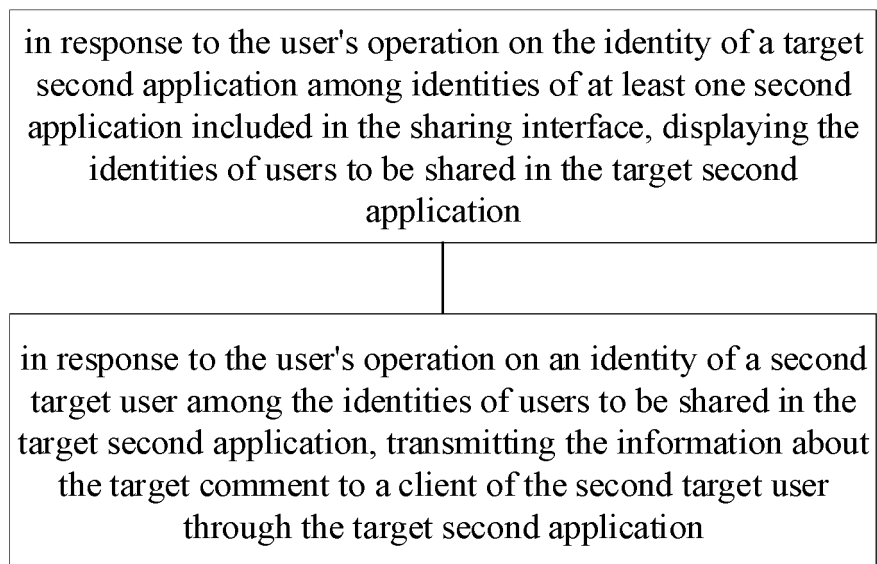 in response to the user's operation on the identity of a target
second application among identities of at least one second
application included in the sharing interface, displaying the
identities of users to be shared in the target second
application
in response to the user's operation on an identity of a second
target user among the identities of users to be shared in the
target second application, transmitting the information about
the target comment to a client of the second target user
through the target second application